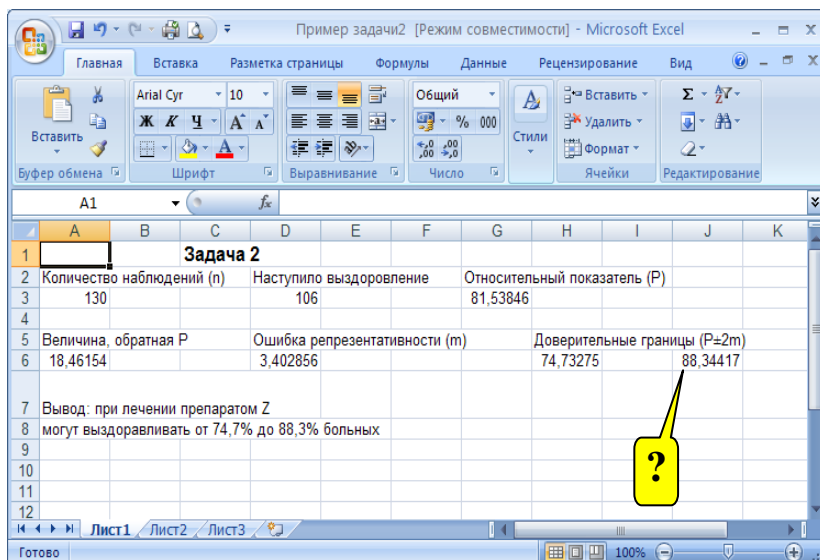 Пример задачи2 [Режим совместимости] - Microsoft Excel
Главная Вставка Разметка страницы Формулы Данные Рецензирование Вид
Вставить Arial Cyr 10 Общий Стили Вставить Σ
Ж К Ч А А % 000 Удалить
А Формат
Буфер обмена Шрифт Выравнивание Число Ячейки Редактирование
A1 fx
A B C D E F G H I J K
1 Задача 2
2 Количество наблюдений (n) Наступило выздоровление Относительный показатель (P)
3 130 106 81,53846
4
5 Величина, обратная P Ошибка репрезентативности (m) Доверительные границы (P±2m)
6 18,46154 3,402856 74,73275 88,34417
7 Вывод: при лечении препаратом Z
8 могут выздоравливать от 74,7% до 88,3% больных
?
9
10
11
12
Лист1 Лист2 Лист3
Готово 100%